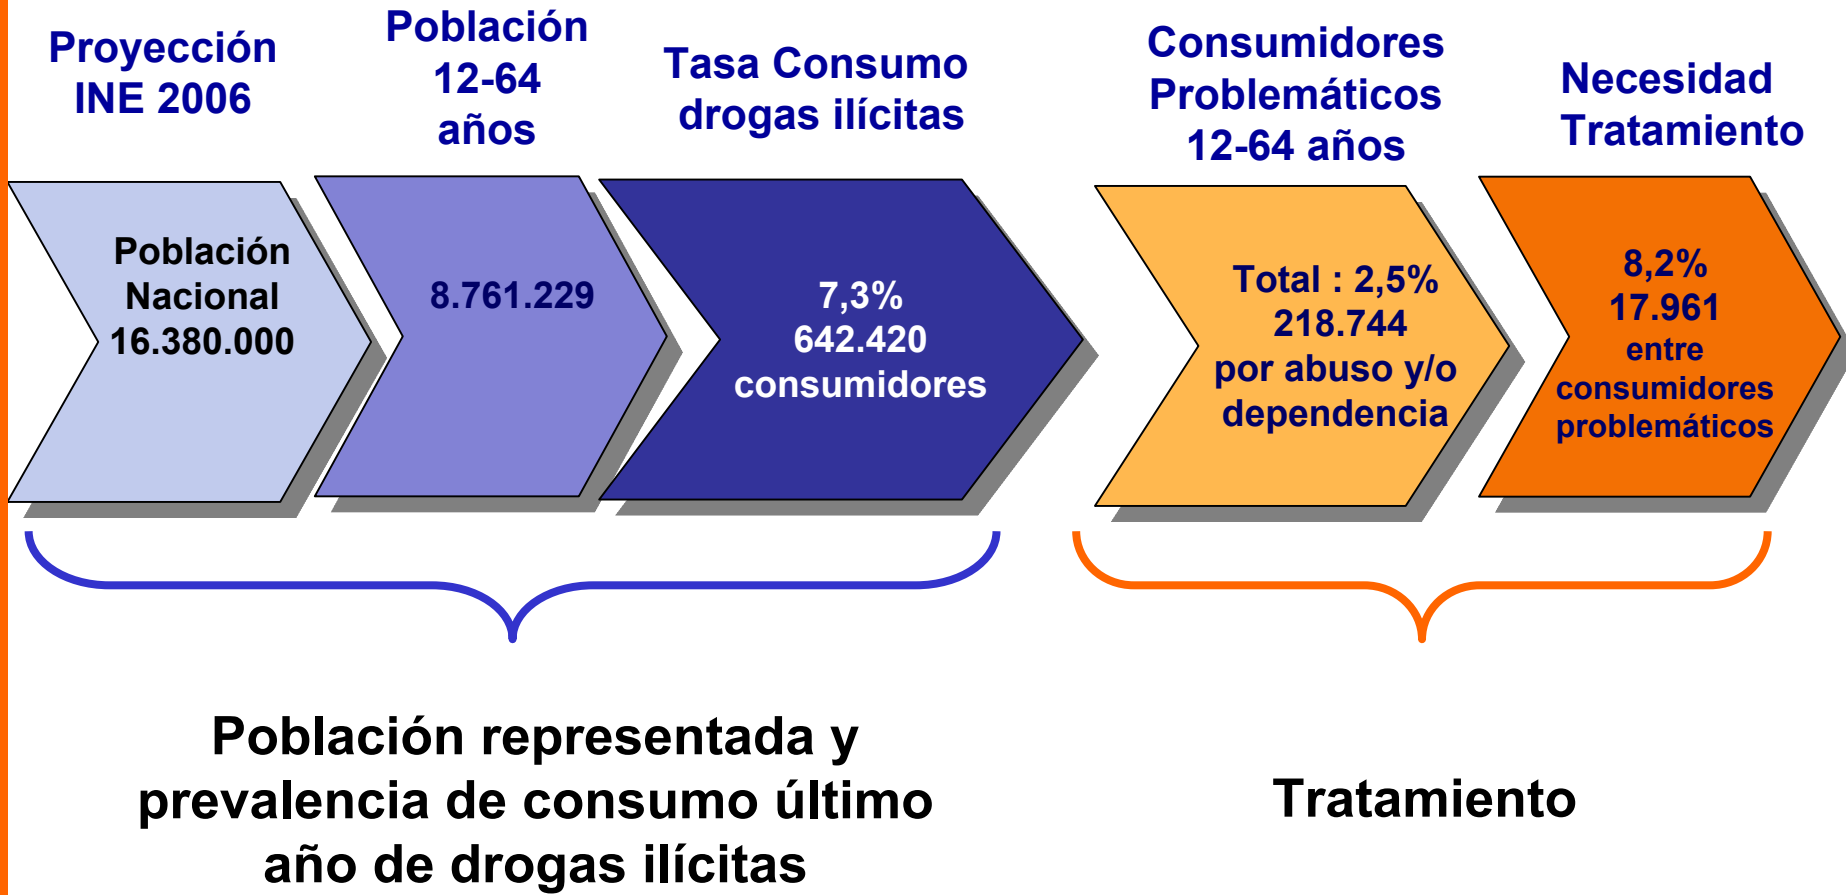 Proyección
INE 2006
Población
12-64
años
Tasa Consumo
drogas ilícitas
Consumidores
Problemáticos
12-64 años
Necesidad
Tratamiento
Población
Nacional
16.380.000
8.761.229
7,3%
642.420
consumidores
Total : 2,5%
218.744
por abuso y/o
dependencia
8,2%
17.961
entre
consumidores
problemáticos
Población representada y
prevalencia de consumo último
año de drogas ilícitas
Tratamiento